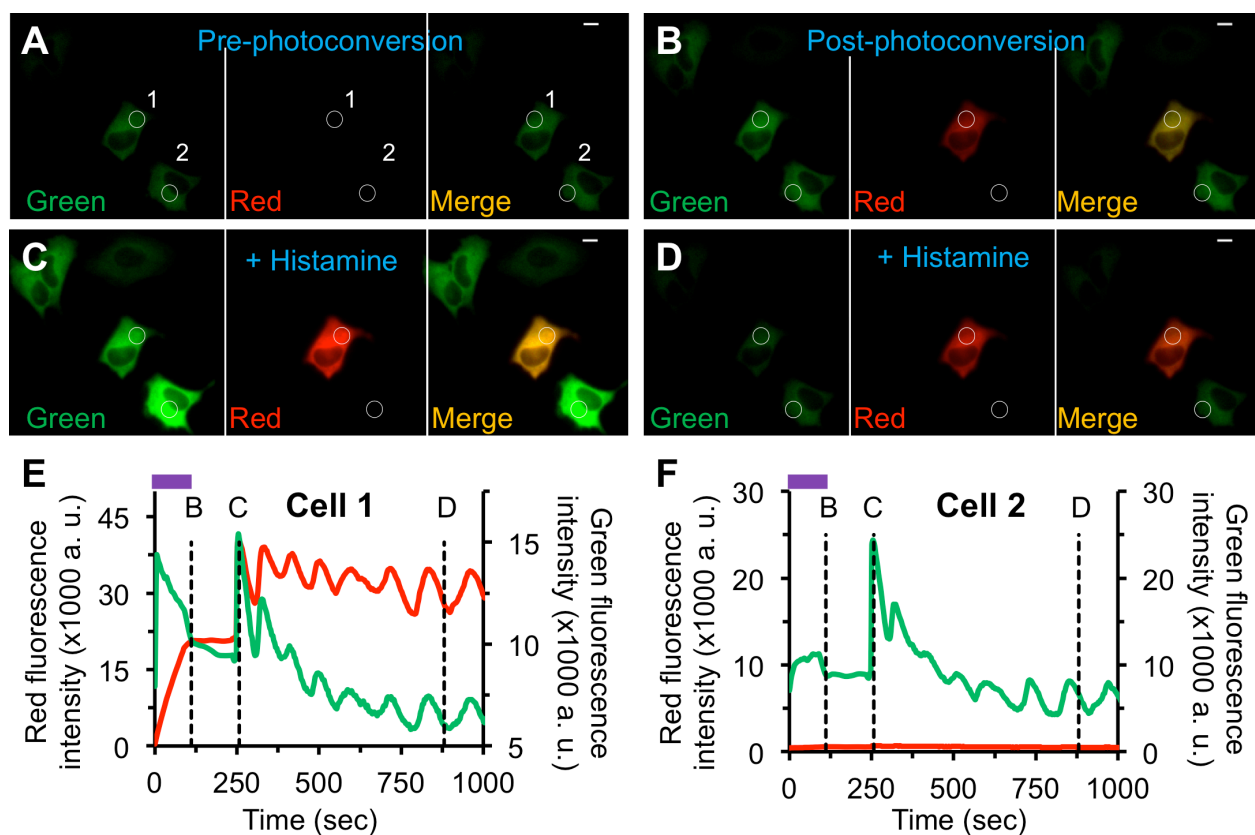 A
Pre-photoconversion
1
1
1
2
2
2
Green
Red
Merge
B
Post-photoconversion
Green
Red
Merge
C
+ Histamine
Green
Red
Merge
D
+ Histamine
Green
Red
Merge
E
B
C
Cell 1
D
Red fluorescence
intensity (x1000 a. u.)
45
30
15
0
15
10
5
Green fluorescence
intensity (x1000 a. u.)
0
250
500
750
1000
Time (sec)
F
B
C
Cell 2
D
Red fluorescence
intensity (x1000 a. u.)
30
20
10
0
30
20
10
0
Green fluorescence
intensity (x1000 a. u.)
0
250
500
750
1000
Time (sec)